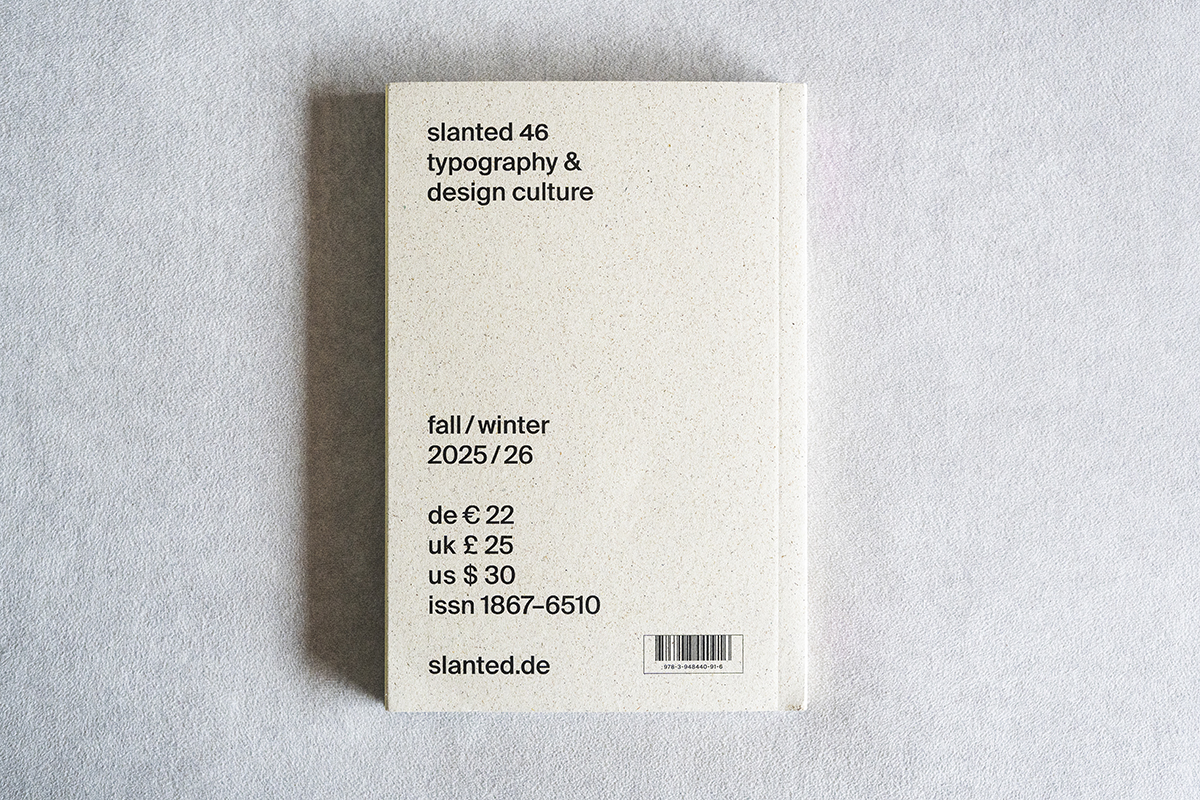 slanted 46
typography &
design culture
fall / winter
2025 / 26
de € 22
uk £ 25
us $ 30
issn 1867–6510
slanted.de
978-3-948440-91-6